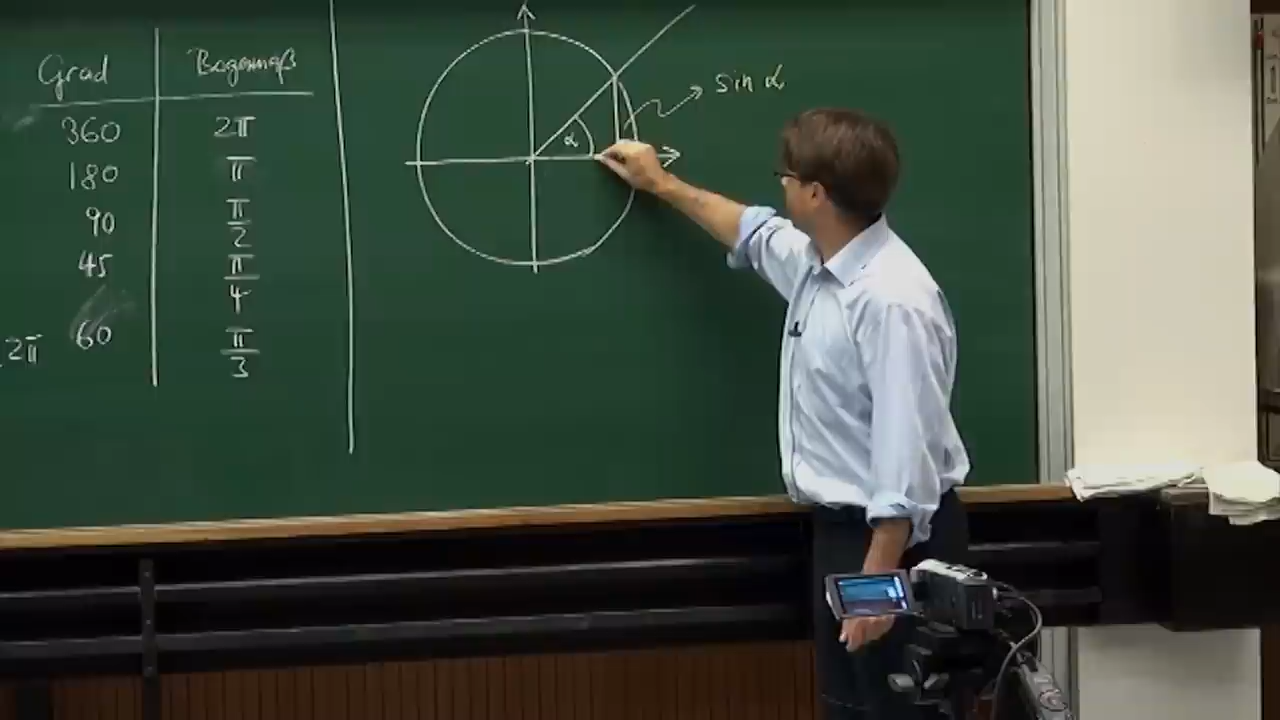 Grad Bogenmaß
360 2π
180 π
90 π/2
45 π/4
60 π/3
2π
α
sin α